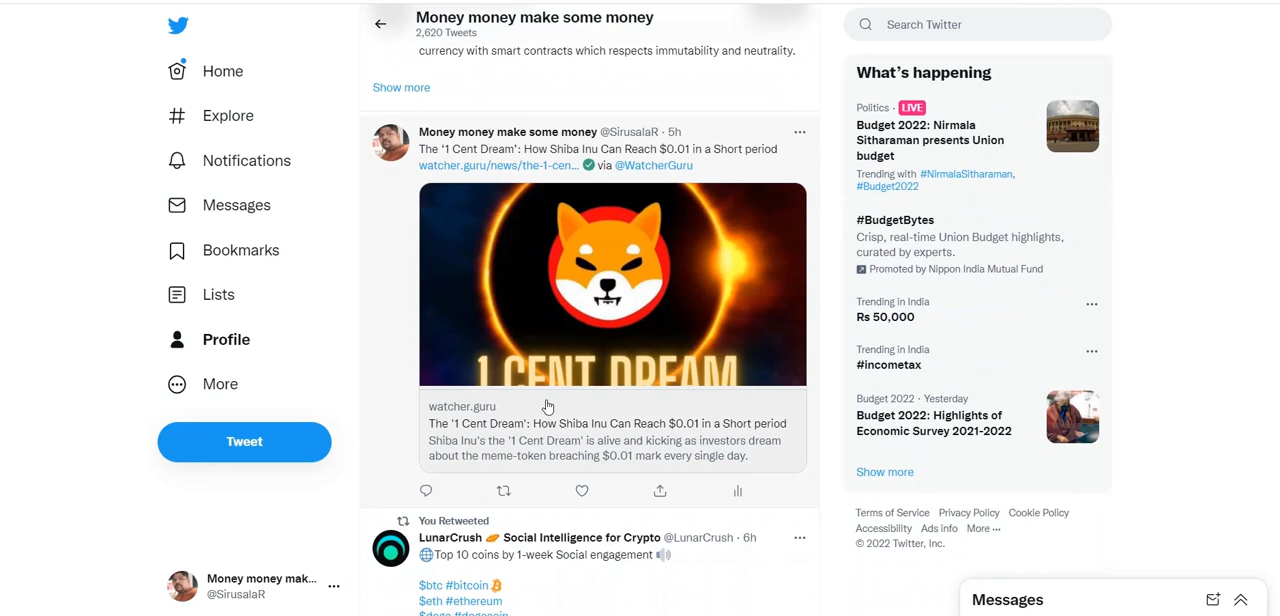 Home
Explore
Notifications
Messages
Bookmarks
Lists
Profile
More
Tweet
Money money mak...
@SirusalaR
Money money make some money
2,620 Tweets
currency with smart contracts which respects immutability and neutrality.
Show more
Money money make some money @SirusalaR · 5h
The ‘1 Cent Dream’: How Shiba Inu Can Reach $0.01 in a Short period
watcher.guru/news/the-1-cen... ✅ via @WatcherGuru
1 CENT DREAM
watcher.guru
The '1 Cent Dream': How Shiba Inu Can Reach $0.01 in a Short period
Shiba Inu's the '1 Cent Dream' is alive and kicking as investors dream
about the meme-token breaching $0.01 mark every single day.
You Retweeted
LunarCrush Social Intelligence for Crypto @LunarCrush · 6h
🌐Top 10 coins by 1-week Social engagement 🔊
$btc #bitcoin
$eth #ethereum
$doge #dogecoin
Search Twitter
What's happening
Politics · LIVE
Budget 2022: Nirmala
Sitharaman presents Union
budget
Trending with #NirmalaSitharaman,
#Budget2022
#BudgetBytes
Crisp, real-time Union Budget highlights,
curated by experts.
Promoted by Nippon India Mutual Fund
Trending in India
Rs 50,000
Trending in India
#incometax
Budget 2022 · Yesterday
Budget 2022: Highlights of
Economic Survey 2021-2022
Show more
Terms of Service Privacy Policy Cookie Policy
Accessibility Ads info More ···
© 2022 Twitter, Inc.
Messages